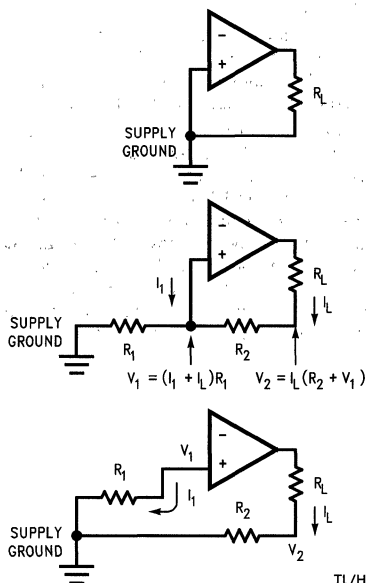 −
+
R_L
SUPPLY
GROUND
−
+
I_1
R_L
I_L
SUPPLY
GROUND
R_1
R_2
V_1 = (I_1 + I_L)R_1
V_2 = I_L(R_2 + V_1)
−
V_1
+
R_1
I_1
R_L
R_2
I_L
SUPPLY
GROUND
V_2
TL/H